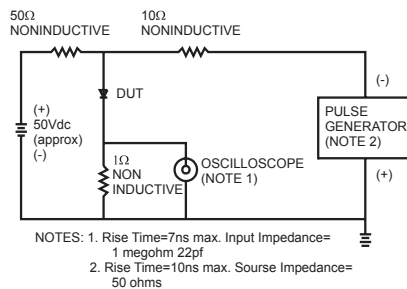 50Ω
NONINDUCTIVE
10Ω
NONINDUCTIVE
DUT
(+)
50Vdc
(approx)
(-)
1Ω
NON
INDUCTIVE
OSCILLOSCOPE
(NOTE 1)
(-)
PULSE
GENERATOR
(NOTE 2)
(+)
NOTES: 1. Rise Time=7ns max. Input Impedance=
1 megohm 22pf
2. Rise Time=10ns max. Sourse Impedance=
50 ohms